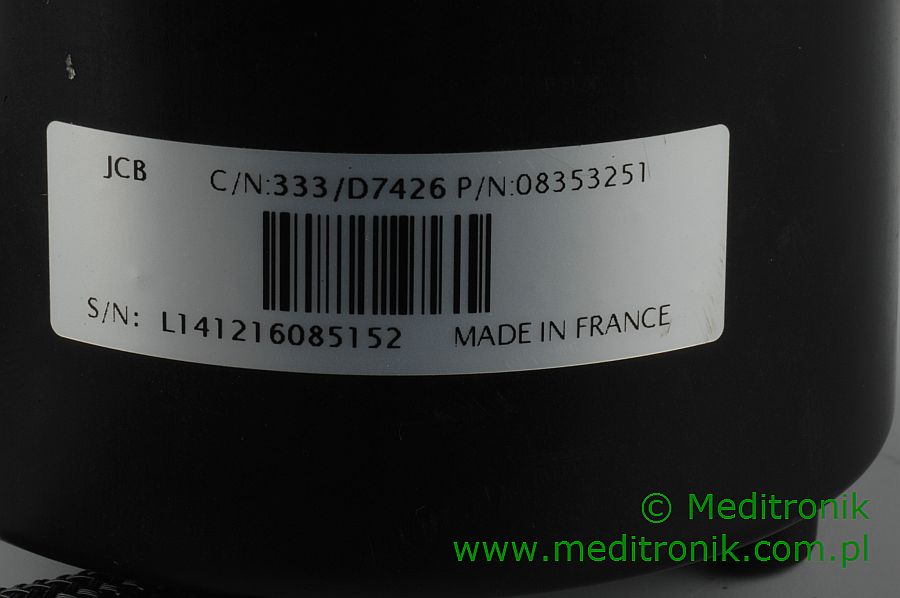 JCB C/N:333/D7426 P/N:08353251
S/N: L141216085152 MADE IN FRANCE
© Meditronik
www.meditronik.com.pl